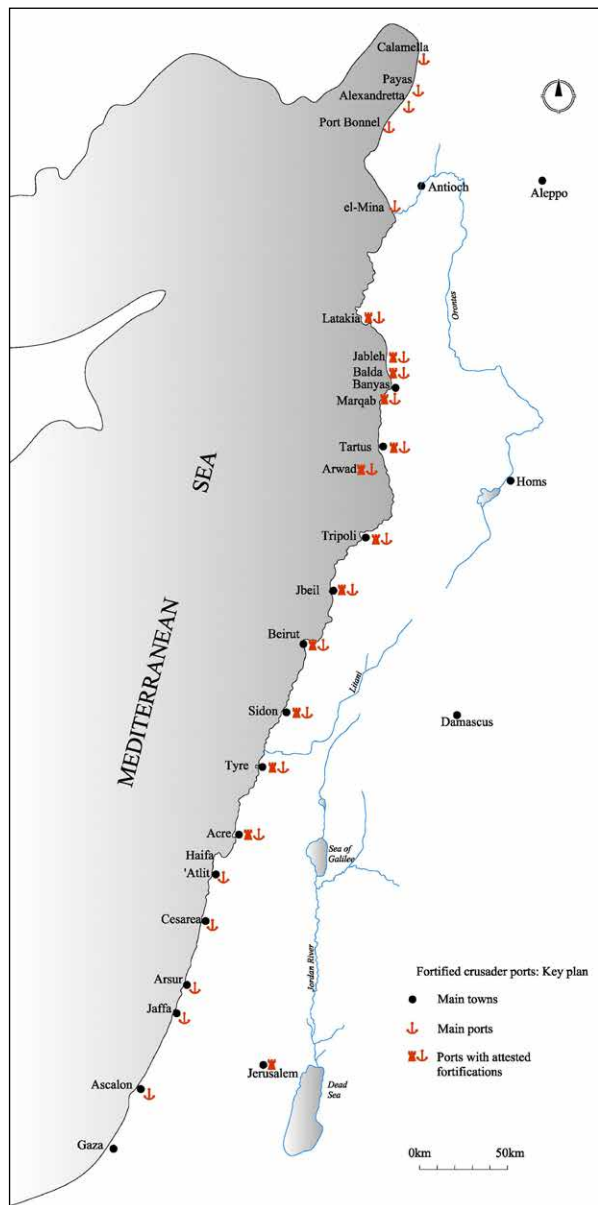 Calamella
Payas
Alexandretta
Port Bonnel
Antioch
Aleppo
el-Mina
Orontes
Latakia
Jableh
Balda
Banyas
Marqab
Tartus
SEA
Arwad
Homs
Tripoli
Jbeil
MEDITERRANEAN
Beirut
Litani
Sidon
Damascus
Tyre
Acre
Haifa
Sea of
Galileo
'Atlit
Cesarea
Jordan River
Fortified crusader ports: Key plan
Arsur
Main towns
Jaffa
Main ports
Ports with attested
fortifications
Jerusalem
Ascalon
Dead
Sea
Gaza
0km
50km